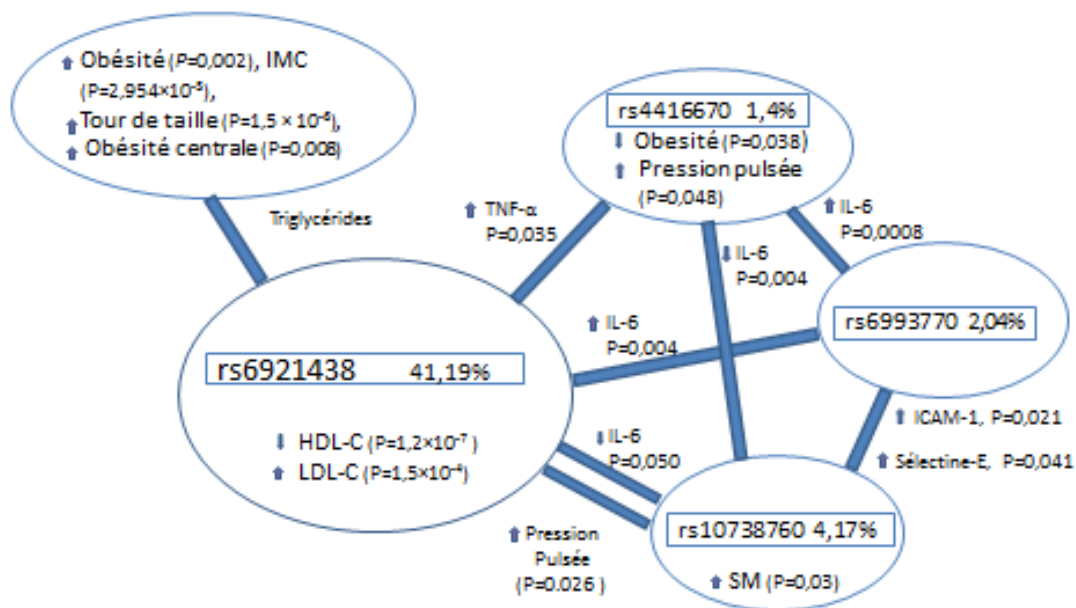 ⬆ Obésité (P=0,002), IMC
(P=2,954×10⁻⁵),
⬆ Tour de taille (P=1,5 × 10⁻⁶),
⬆ Obésité centrale (P=0,008)
rs4416670 1,4%
⬇ Obesité (P=0,038)
⬆ Pression pulsée
(P=0,048)
Triglycérides
⬆ TNF-α
P=0,035
⬆ IL-6
P=0,0008
⬇ IL-6
P=0,004
⬆ IL-6
P=0,004
rs6993770 2,04%
rs6921438 41,19%
⬇ HDL-C (P=1,2×10⁻⁷ )
⬆ LDL-C (P=1,5×10⁻⁴)
⬇ IL-6
P=0,050
⬆ ICAM-1, P=0,021
⬆ Sélectine-E, P=0,041
⬆ Pression
Pulsée
(P=0.026 )
rs10738760 4,17%
⬆ SM (P=0,03)